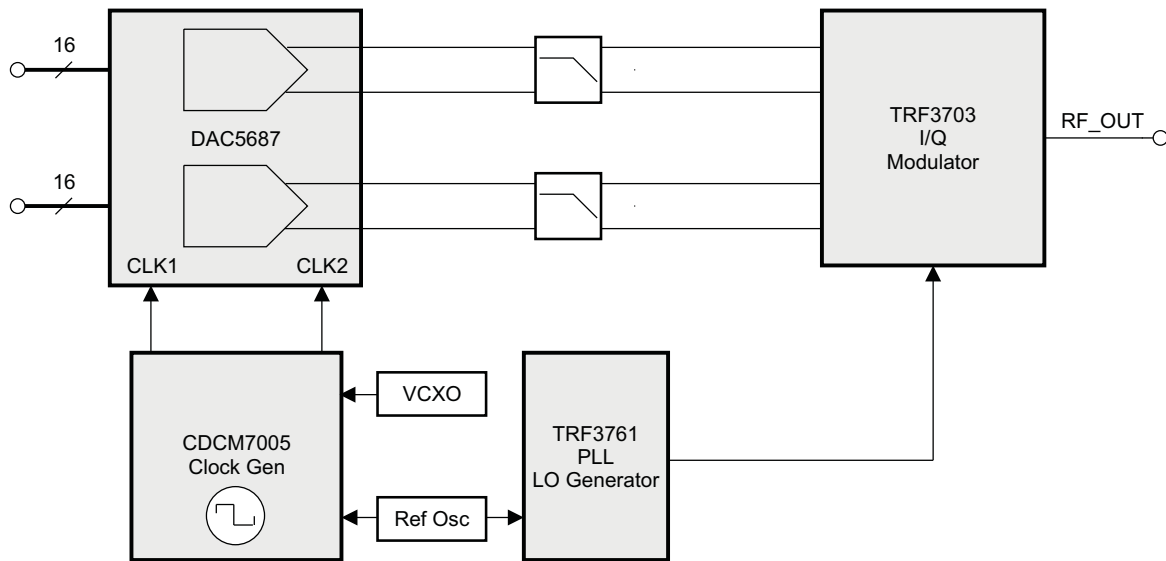 16
DAC5687
16
CLK1
CLK2
TRF3703
I/Q
Modulator
RF_OUT
CDCM7005
Clock Gen
VCXO
Ref Osc
TRF3761
PLL
LO Generator